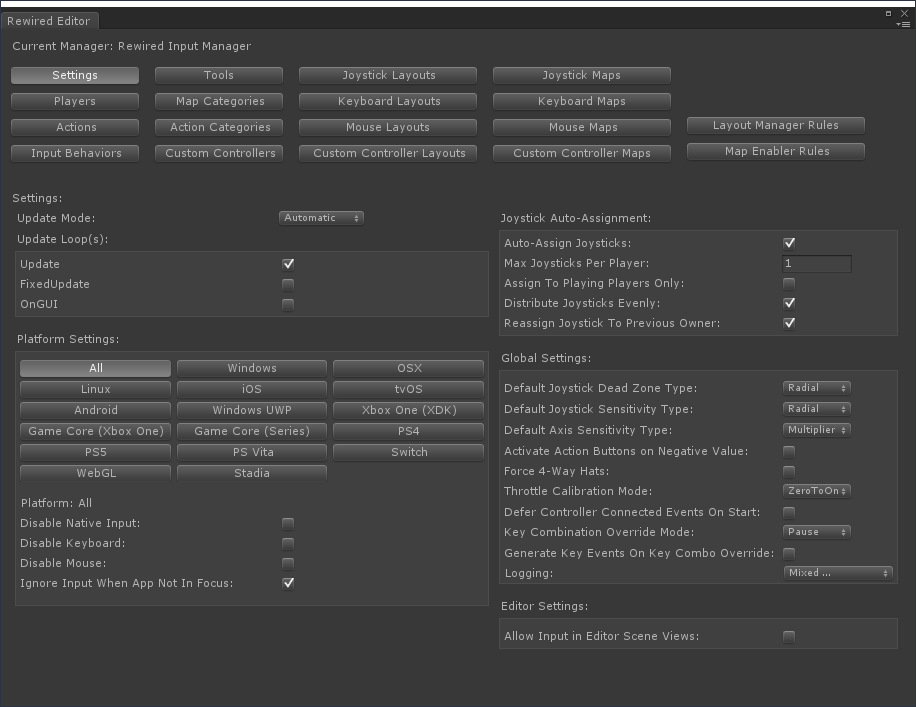 Rewired Editor
Current Manager: Rewired Input Manager
Settings Tools Joystick Layouts Joystick Maps
Players Map Categories Keyboard Layouts Keyboard Maps
Actions Action Categories Mouse Layouts Mouse Maps Layout Manager Rules
Input Behaviors Custom Controllers Custom Controller Layouts Custom Controller Maps Map Enabler Rules
Settings:
Update Mode: Automatic
Update Loop(s):
Update
FixedUpdate
OnGUI
Platform Settings:
All Windows OSX
Linux iOS tvOS
Android Windows UWP Xbox One (XDK)
Game Core (Xbox One) Game Core (Series) PS4
PS5 PS Vita Switch
WebGL Stadia
Platform: All
Disable Native Input:
Disable Keyboard:
Disable Mouse:
Ignore Input When App Not In Focus:
Joystick Auto-Assignment:
Auto-Assign Joysticks:
Max Joysticks Per Player: 1
Assign To Playing Players Only:
Distribute Joysticks Evenly:
Reassign Joystick To Previous Owner:
Global Settings:
Default Joystick Dead Zone Type: Radial
Default Joystick Sensitivity Type: Radial
Default Axis Sensitivity Type: Multiplier
Activate Action Buttons on Negative Value:
Force 4-Way Hats:
Throttle Calibration Mode: ZeroToOn
Defer Controller Connected Events On Start:
Key Combination Override Mode: Pause
Generate Key Events On Key Combo Override:
Logging: Mixed ...
Editor Settings:
Allow Input in Editor Scene Views: